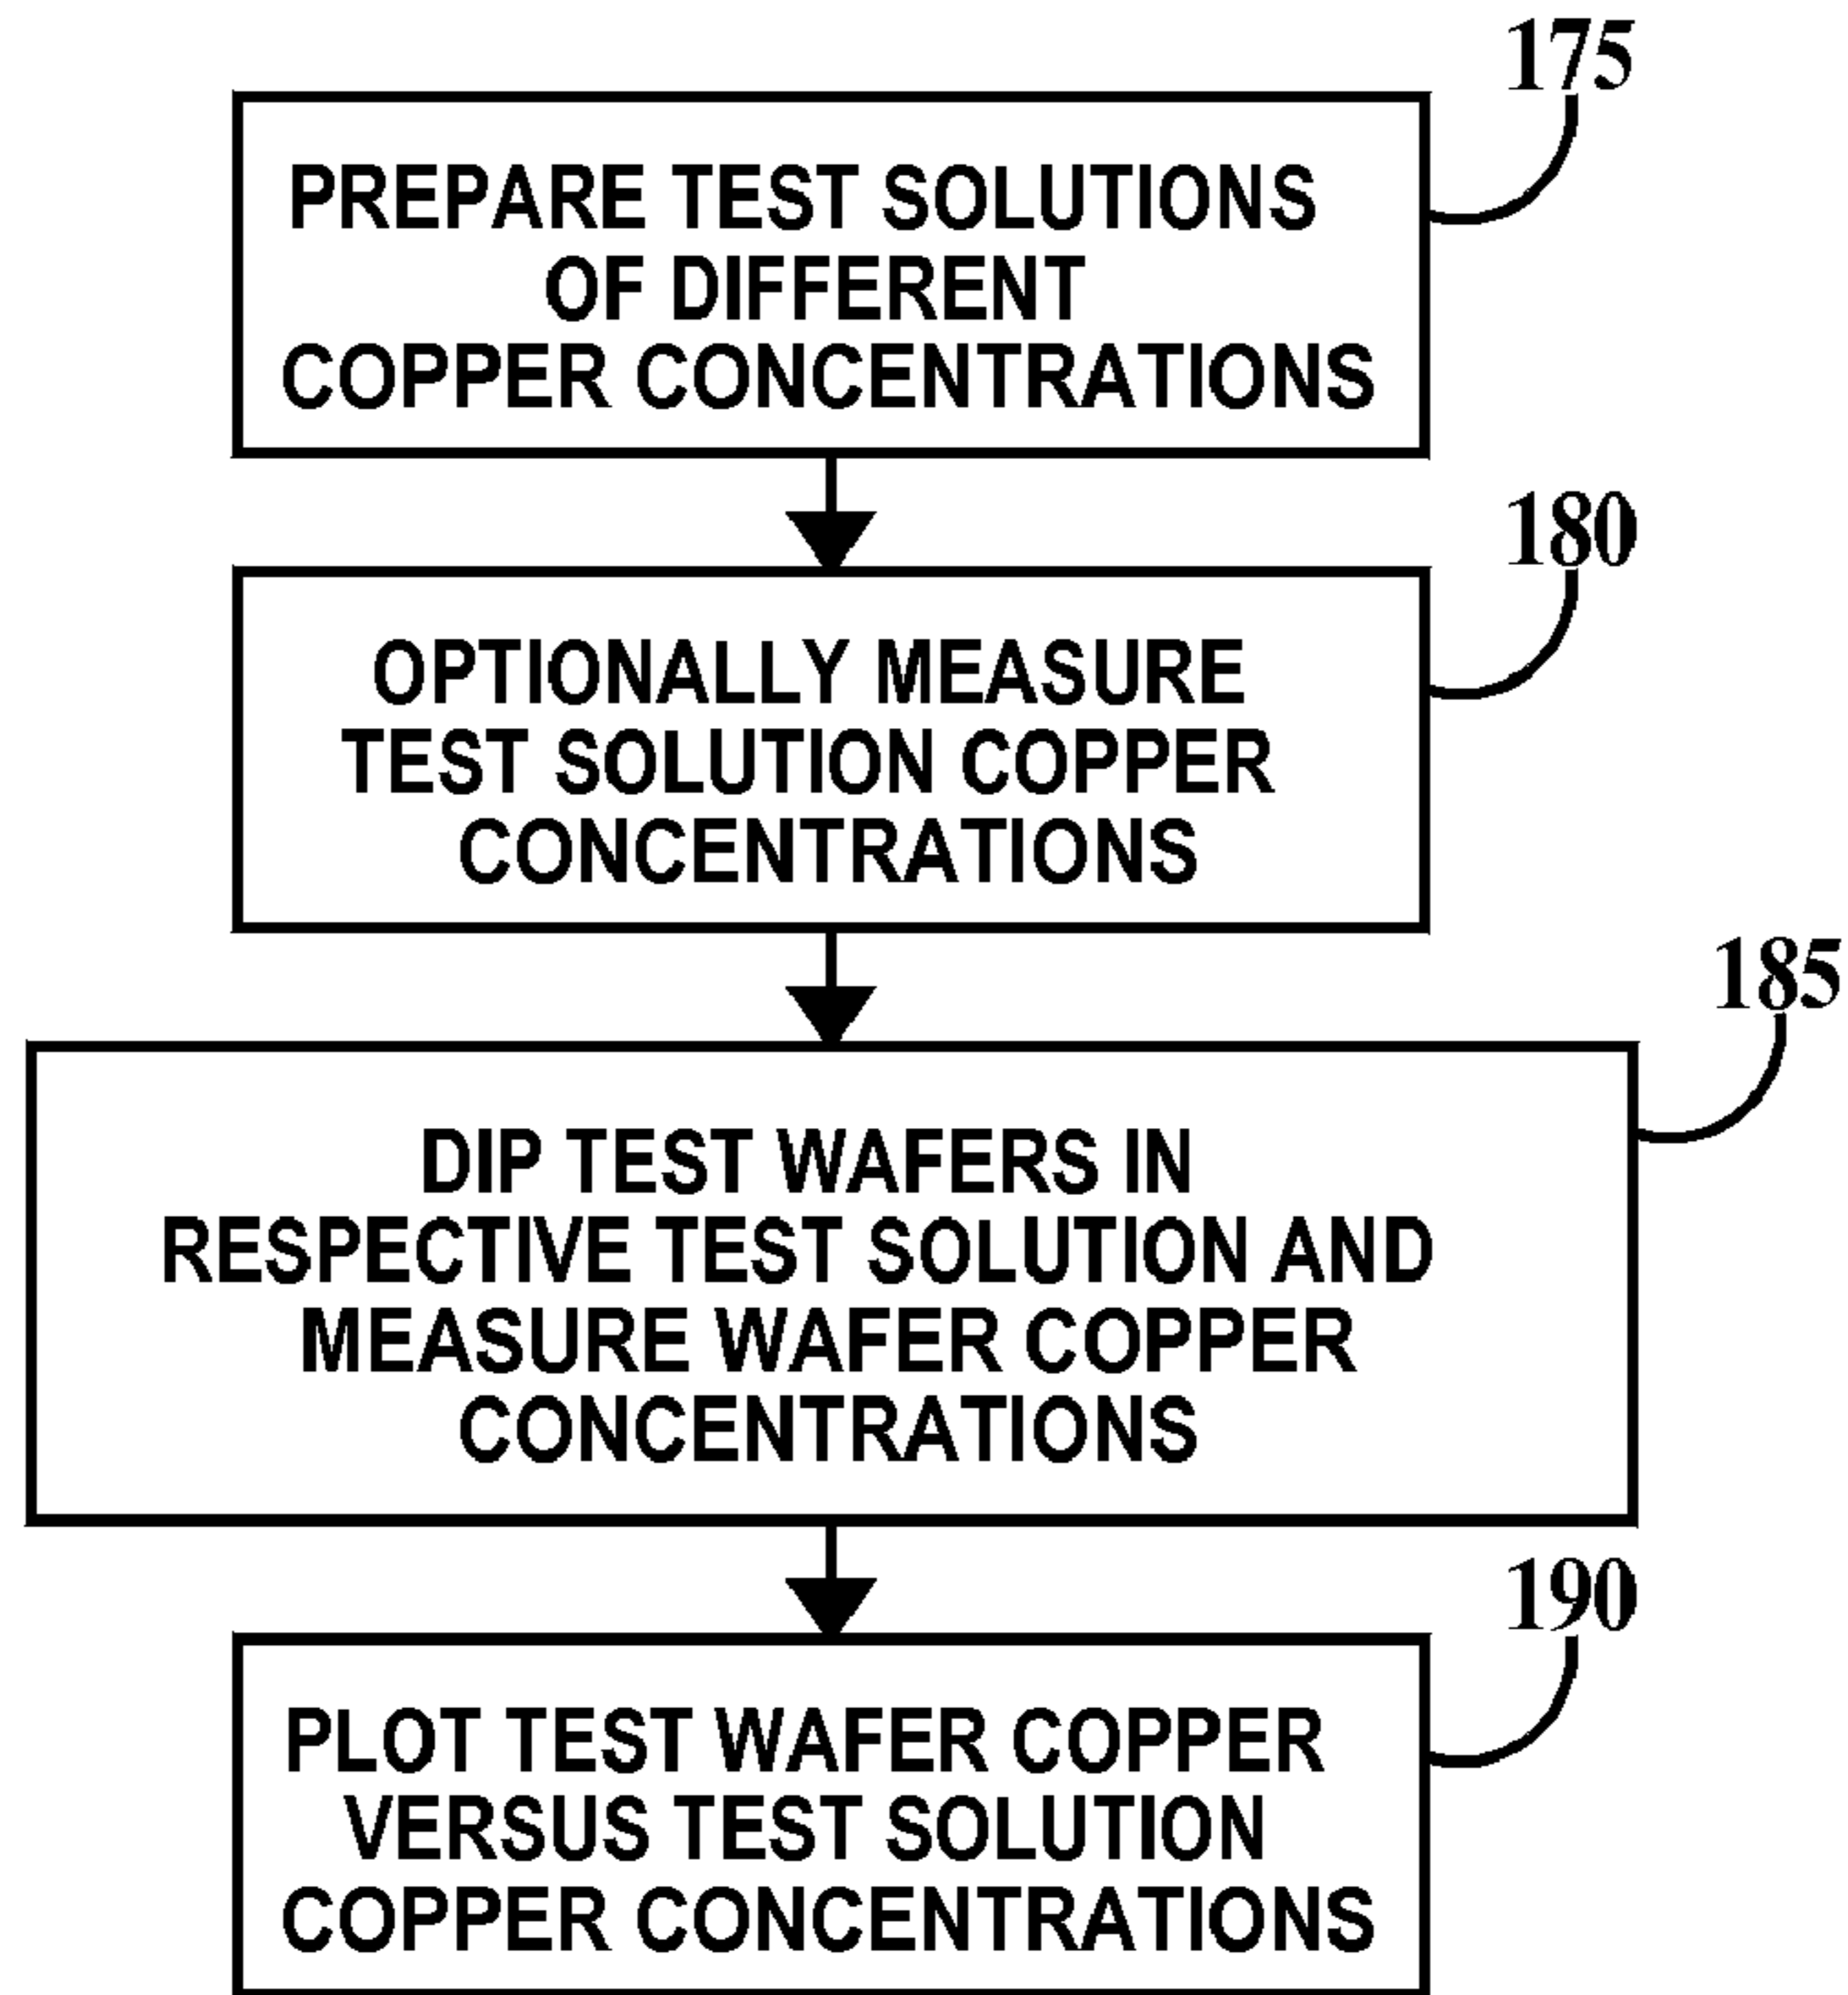 175
PREPARE TEST SOLUTIONS
OF DIFFERENT
COPPER CONCENTRATIONS
180
OPTIONALLY MEASURE
TEST SOLUTION COPPER
CONCENTRATIONS
185
DIP TEST WAFERS IN
RESPECTIVE TEST SOLUTION AND
MEASURE WAFER COPPER
CONCENTRATIONS
190
PLOT TEST WAFER COPPER
VERSUS TEST SOLUTION
COPPER CONCENTRATIONS